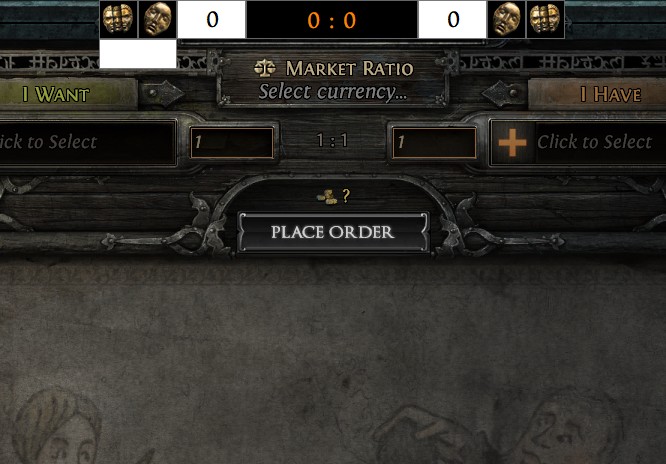 0 0 : 0 0
MARKET RATIO
Select currency...
I WANT
I HAVE
ick to Select
1
1 : 1
1
Click to Select
?
PLACE ORDER